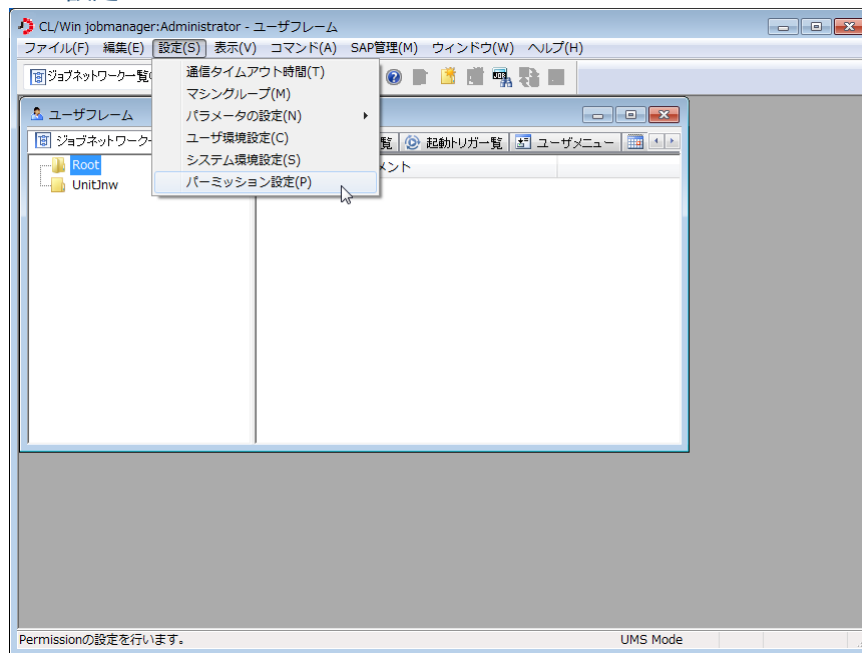 CL/Win jobmanager:Administrator - ユーザフレーム
ファイル(F) 編集(E) 設定(S) 表示(V) コマンド(A) SAP管理(M) ウィンドウ(W) ヘルプ(H)
ジョブネットワーク一覧
通信タイムアウト時間(T)
マシングループ(M)
パラメータの設定(N)
ユーザ環境設定(C)
システム環境設定(S)
パーミッション設定(P)
ユーザフレーム
ジョブネットワーク 覧 起動トリガ一覧 ユーザメニュー
Root メント
UnitJnw
Permissionの設定を行います。 UMS Mode